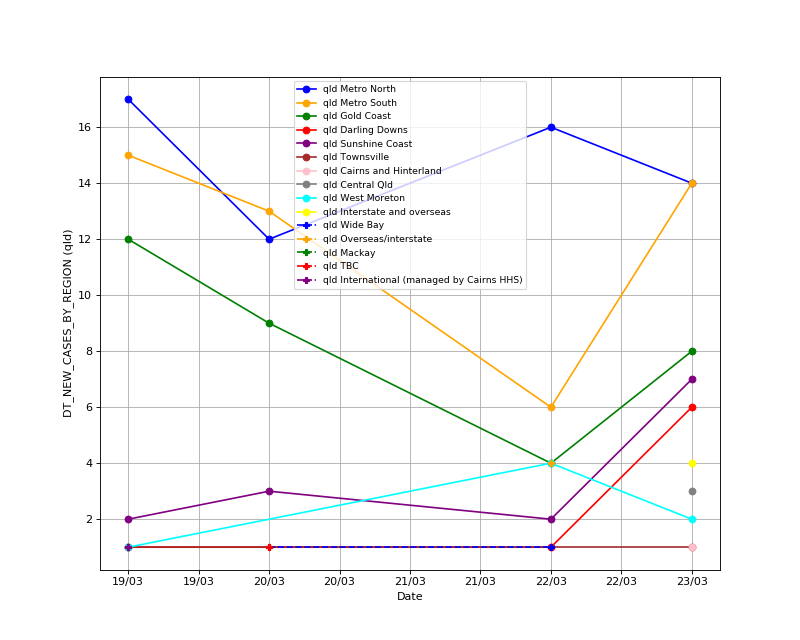 qld Metro North
qld Metro South
qld Gold Coast
qld Darling Downs
qld Sunshine Coast
qld Townsville
qld Cairns and Hinterland
qld Central Qld
qld West Moreton
qld Interstate and overseas
qld Wide Bay
qld Overseas/interstate
qld Mackay
qld TBC
qld International (managed by Cairns HHS)
16
14
12
10
8
6
4
2
DT_NEW_CASES_BY_REGION (qld)
19/03 19/03 20/03 20/03 21/03 21/03 22/03 22/03 23/03
Date